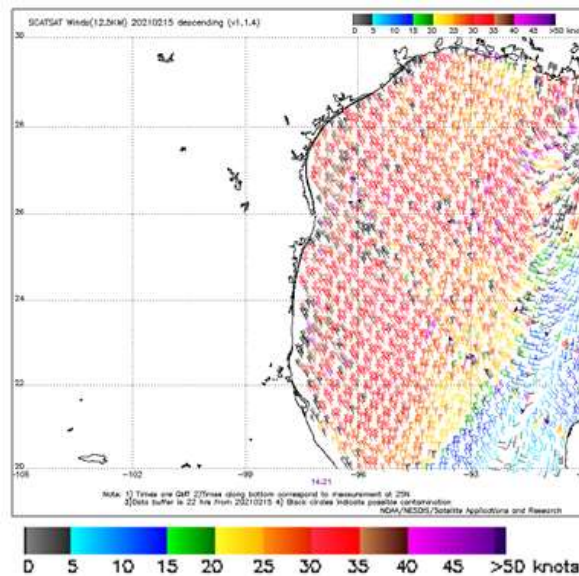 SCATSAT Winds(12.5KM) 20210215 descending (v1.1.4)
0 5 10 15 20 25 30 35 40 45 >50 knots
30
28
26
24
22
20
-102 -99 -96 -93
14:21
Note: 1) Times are GMT 2)Times along bottom correspond to measurement at 25N
3)Data buffer is 22 hrs from 20210215 4) Black circles indicate possible contamination
NOAA/NESDIS/Satellite Applications and Research
0 5 10 15 20 25 30 35 40 45 >50 knots